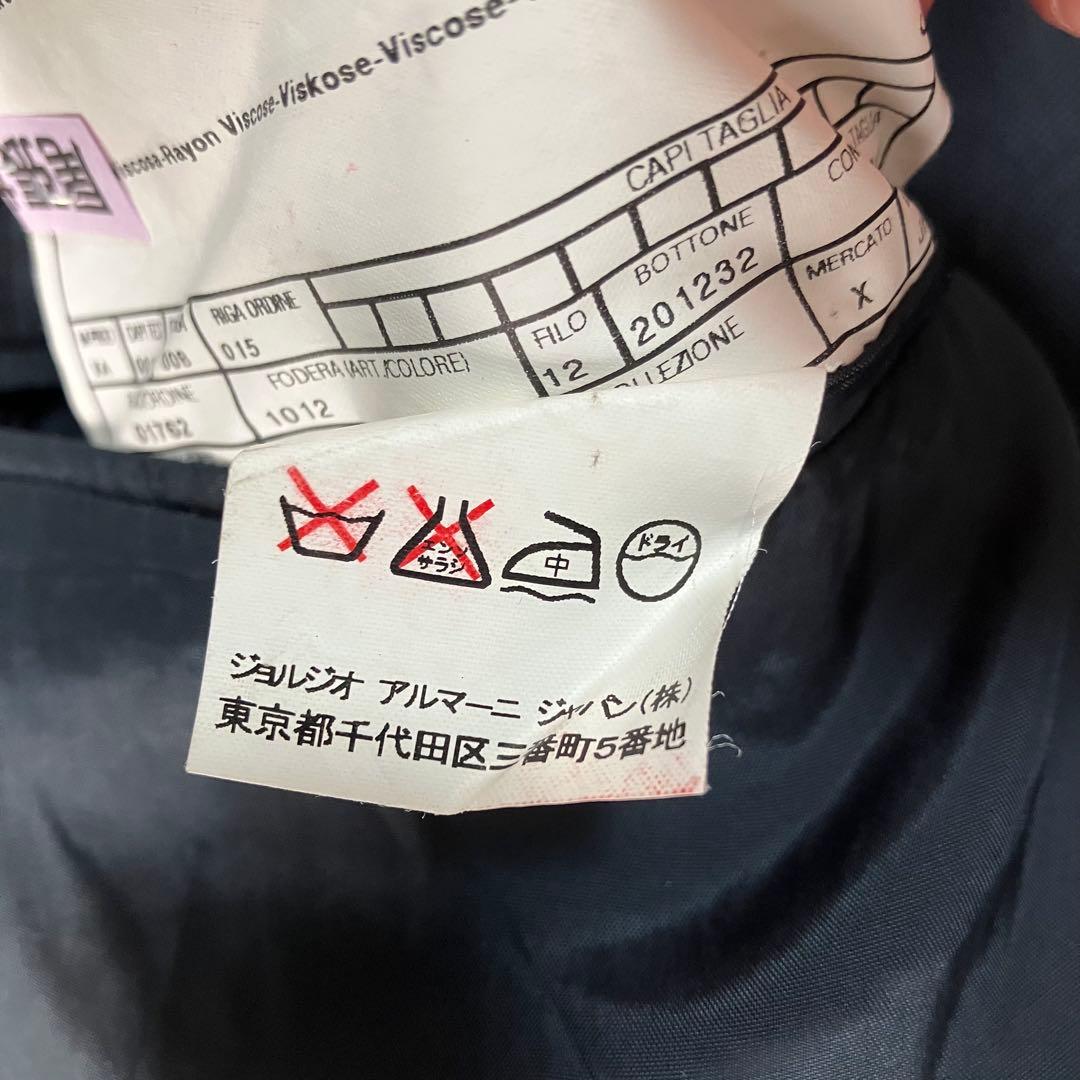 Viscosa-Rayon Viscose-Viskose-Viscose-
CAPI TAGLIA
RIGA ORDINE
015
FODERA (ART./COLORE)
1012
01762
FILO
12
BOTTONE
201232
MERCATO
X
エンソ
サラシ
中
ドライ
ジョルジオ アルマーニ ジャパン(株)
東京都千代田区三番町5番地